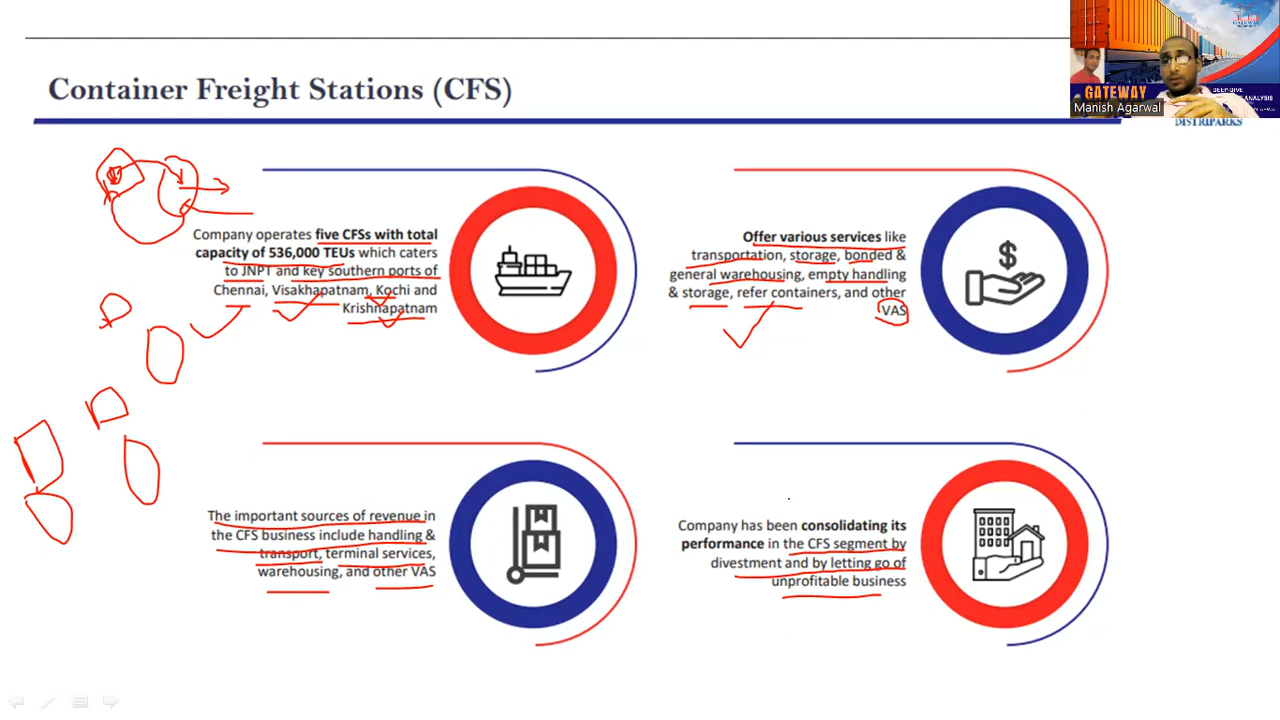 Container Freight Stations (CFS)
GATEWAY
Manish Agarwal
DEEP-DIVE
ANALYSIS
DISTRIPARKS
Company operates five CFSs with total
capacity of 536,000 TEUs which caters
to JNPT and key southern ports of
Chennai, Visakhapatnam, Kochi and
Krishnapatnam
Offer various services like
transportation, storage, bonded &
general warehousing, empty handling
& storage, refer containers, and other
VAS
$
The important sources of revenue in
the CFS business include handling &
transport, terminal services,
warehousing, and other VAS
Company has been consolidating its
performance in the CFS segment by
divestment and by letting go of
unprofitable business